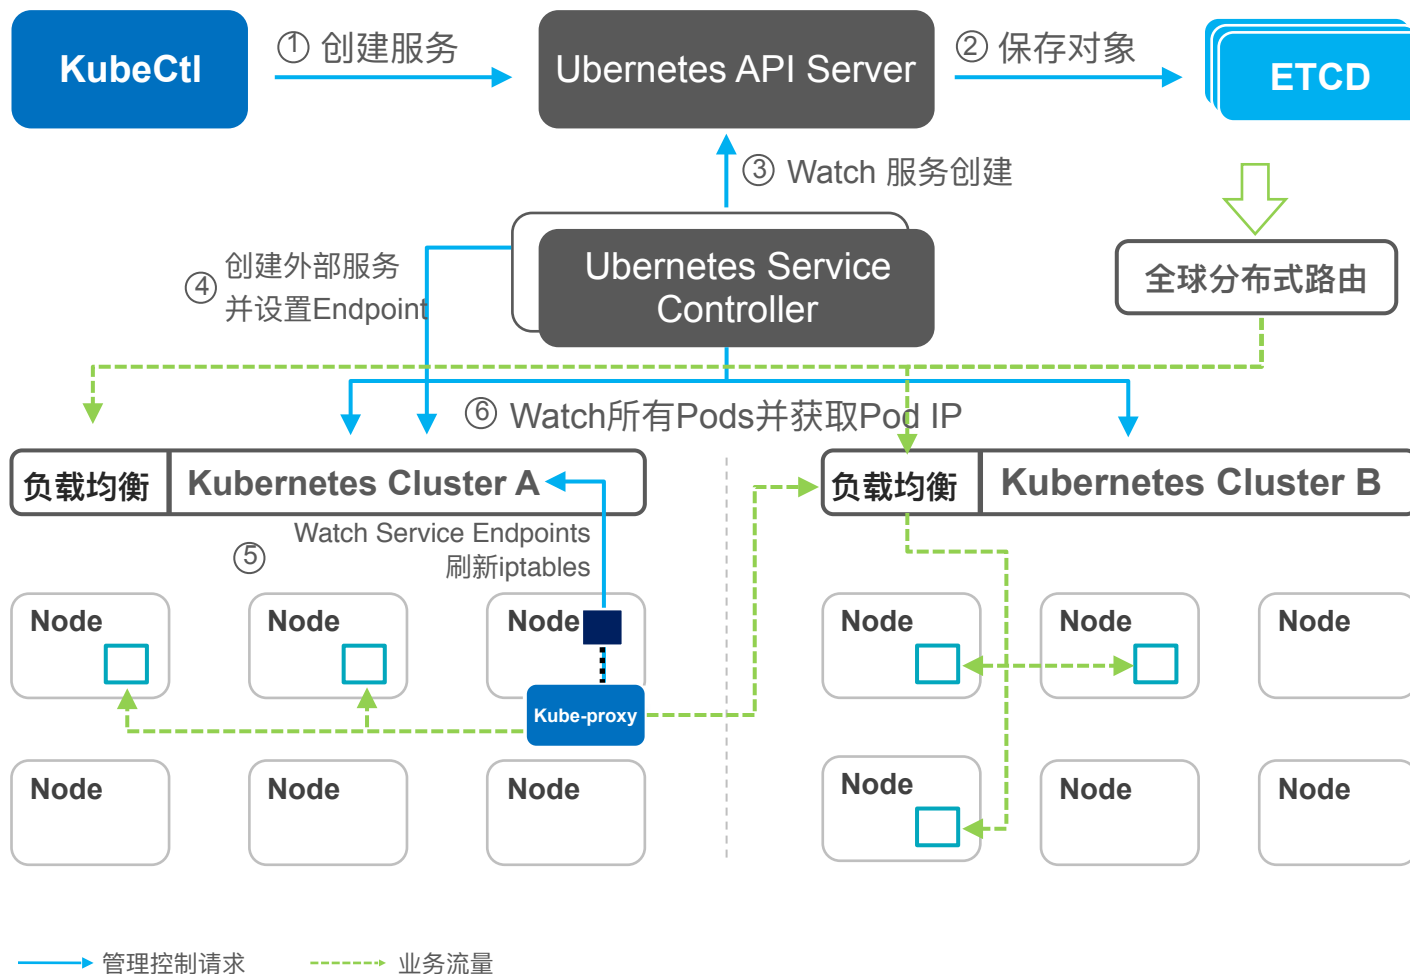 KubeCtl
① 创建服务
Ubernetes API Server
② 保存对象
ETCD
③ Watch 服务创建
④
创建外部服务
并设置Endpoint
Ubernetes Service
Controller
全球分布式路由
⑥ Watch所有Pods并获取Pod IP
负载均衡
Kubernetes Cluster A
负载均衡
Kubernetes Cluster B
⑤
Watch Service Endpoints
刷新iptables
Node
Node
Node
Node
Node
Node
Kube-proxy
Node
Node
Node
Node
Node
Node
管理控制请求
业务流量